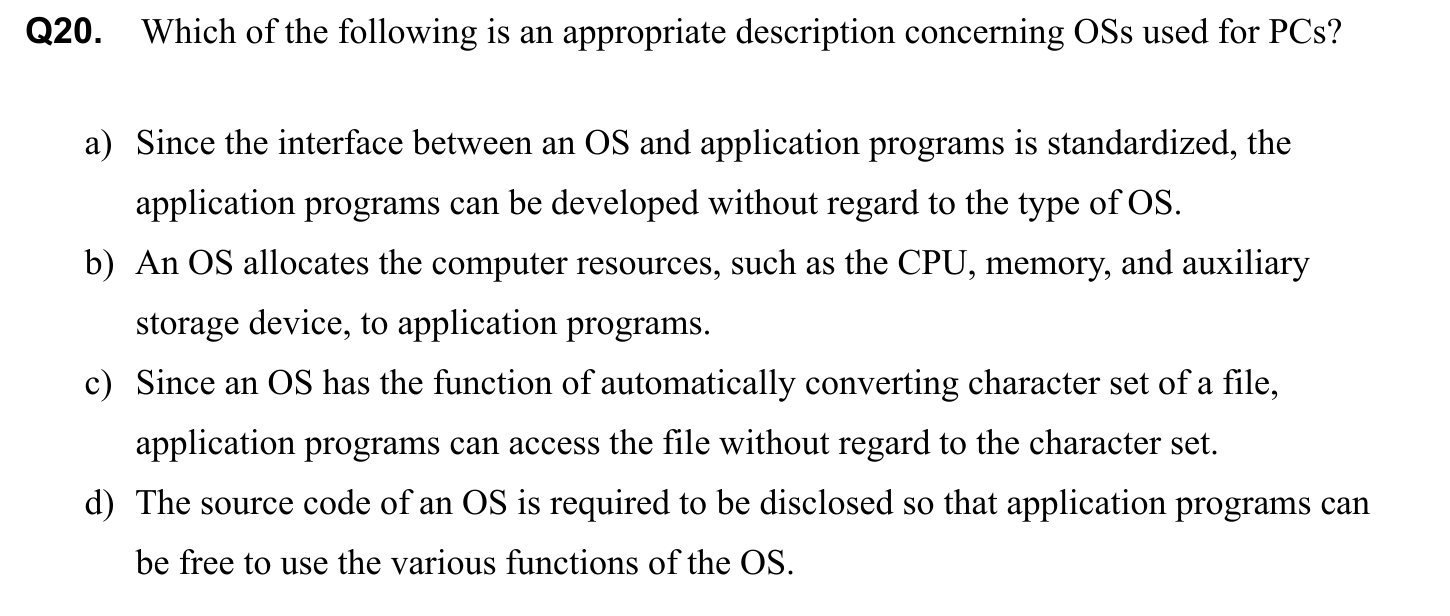 Q20. Which of the following is an appropriate description concerning OSs used for PCs?
a) Since the interface between an OS and application programs is standardized, the
application programs can be developed without regard to the type of OS.
b) An OS allocates the computer resources, such as the CPU, memory, and auxiliary
storage device, to application programs.
c) Since an OS has the function of automatically converting character set of a file,
application programs can access the file without regard to the character set.
d) The source code of an OS is required to be disclosed so that application programs can
be free to use the various functions of the OS.